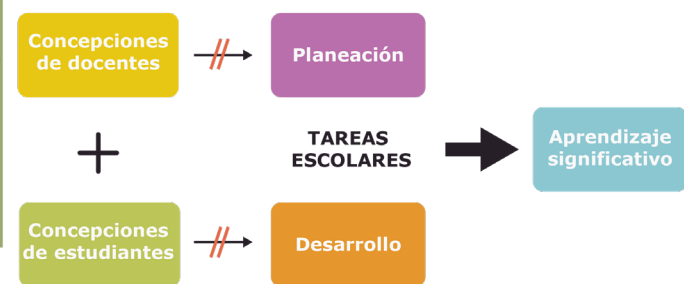 Concepciones
de docentes
Planeación
TAREAS
ESCOLARES
Aprendizaje
significativo
Concepciones
de estudiantes
Desarrollo